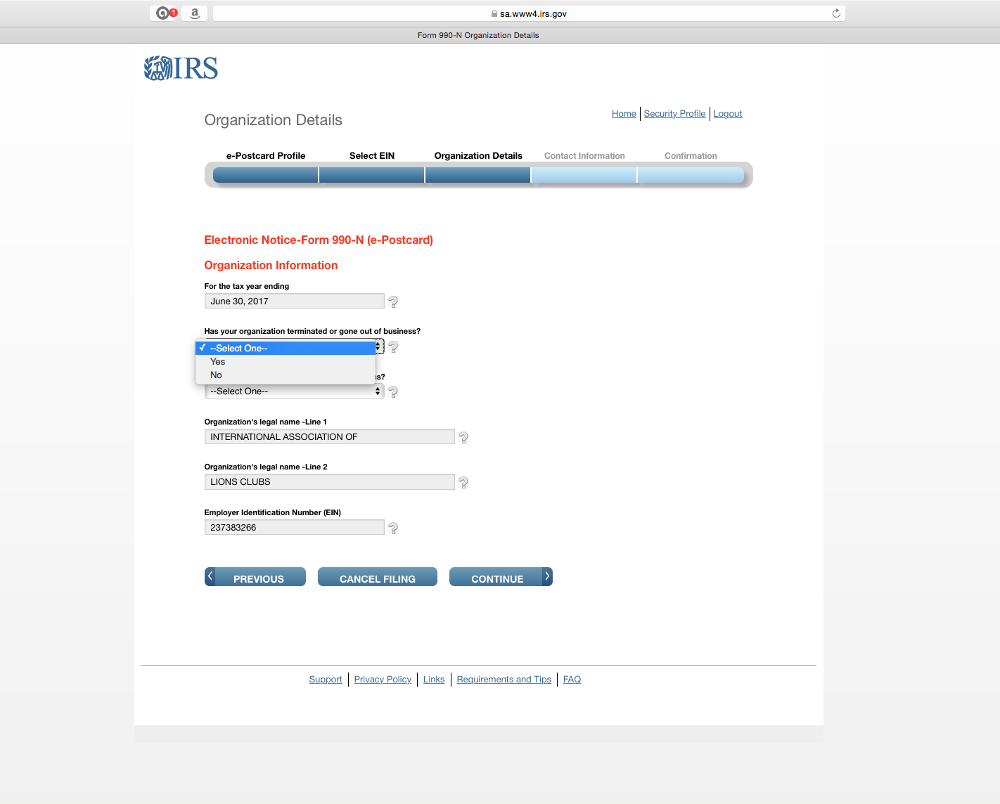 1
a
sa.www4.irs.gov
Form 990-N Organization Details
IRS
Home Security Profile Logout
Organization Details
e-Postcard Profile Select EIN Organization Details Contact Information Confirmation
Electronic Notice-Form 990-N (e-Postcard)
Organization Information
For the tax year ending
June 30, 2017 ?
Has your organization terminated or gone out of business?
✓ --Select One-- ?
Yes
No
ss?
--Select One-- ?
Organization's legal name -Line 1
INTERNATIONAL ASSOCIATION OF ?
Organization's legal name -Line 2
LIONS CLUBS ?
Employer Identification Number (EIN)
237383266 ?
PREVIOUS CANCEL FILING CONTINUE
Support Privacy Policy Links Requirements and Tips FAQ